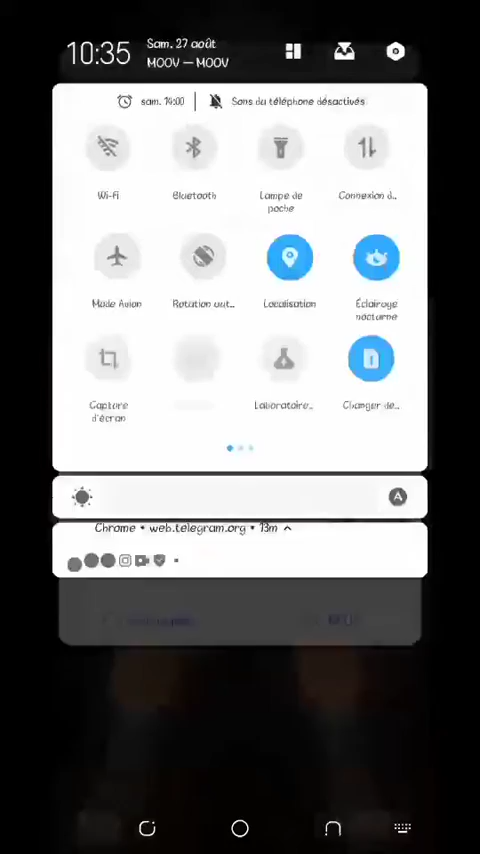 10:35
Sam. 27 août
MOOV — MOOV
sam. 14:00
Sons du téléphone désactivés
Wi-Fi
Bluetooth
Lampe de
poche
Connexion d..
Mode Avion
Rotation aut..
Localisation
Éclairage
nocturne
Capture
d'écran
Laboratoire..
Changer de..
A
Chrome • web.telegram.org • 13m